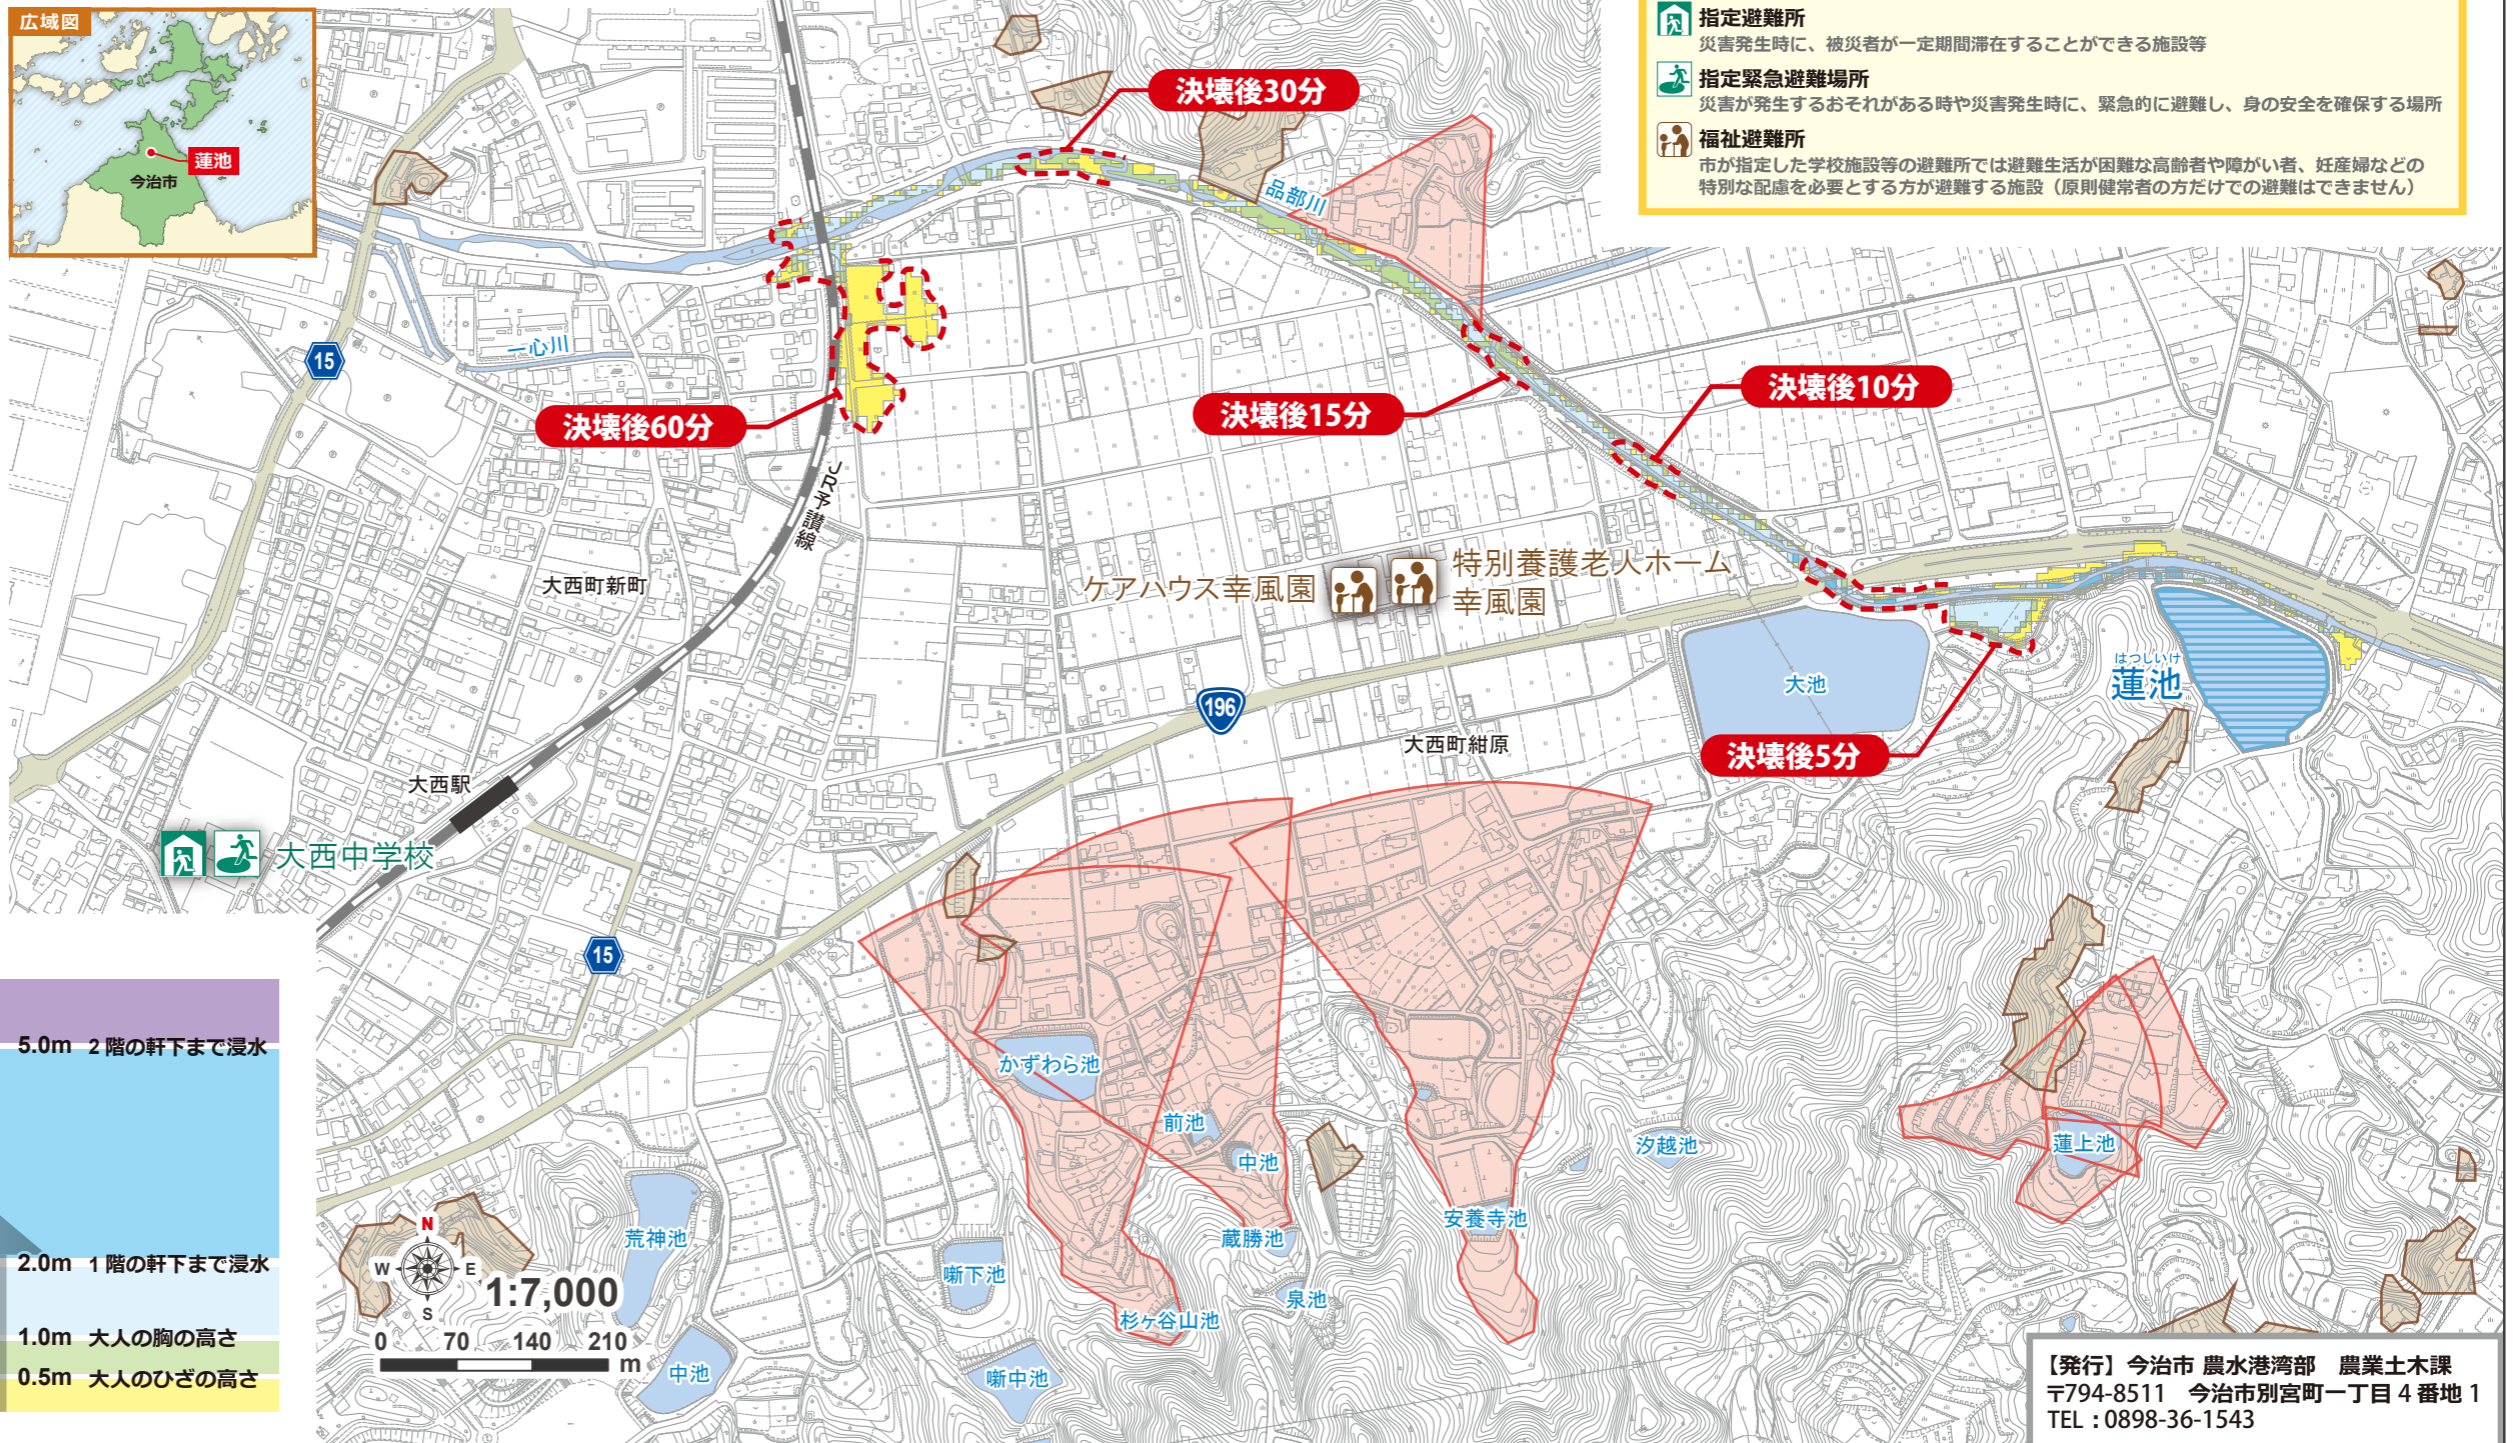 広域図
蓮池
今治市
指定避難所
災害発生時に、被災者が一定期間滞在することができる施設等
指定緊急避難場所
災害が発生するおそれがある時や災害発生時に、緊急的に避難し、身の安全を確保する場所
福祉避難所
市が指定した学校施設等の避難所では避難生活が困難な高齢者や障がい者、妊産婦などの
特別な配慮を必要とする方が避難する施設（原則健常者の方だけでの避難はできません）
決壊後30分
品部川
15
一心川
決壊後60分
決壊後15分
決壊後10分
JR予讃線
大西町新町
ケアハウス幸風園
特別養護老人ホーム
幸風園
196
大池
はつしいけ
蓮池
大西町紺原
決壊後5分
大西駅
大西中学校
15
かずわら池
前池
中池
汐越池
蓮上池
安養寺池
蔵勝池
荒神池
噺下池
泉池
杉ヶ谷山池
中池
噺中池
5.0m 2階の軒下まで浸水
2.0m 1階の軒下まで浸水
1.0m 大人の胸の高さ
0.5m 大人のひざの高さ
N
W E
S
1:7,000
0 70 140 210
m
【発行】今治市 農水港湾部 農業土木課
〒794-8511 今治市別宮町一丁目4番地1
TEL：0898-36-1543